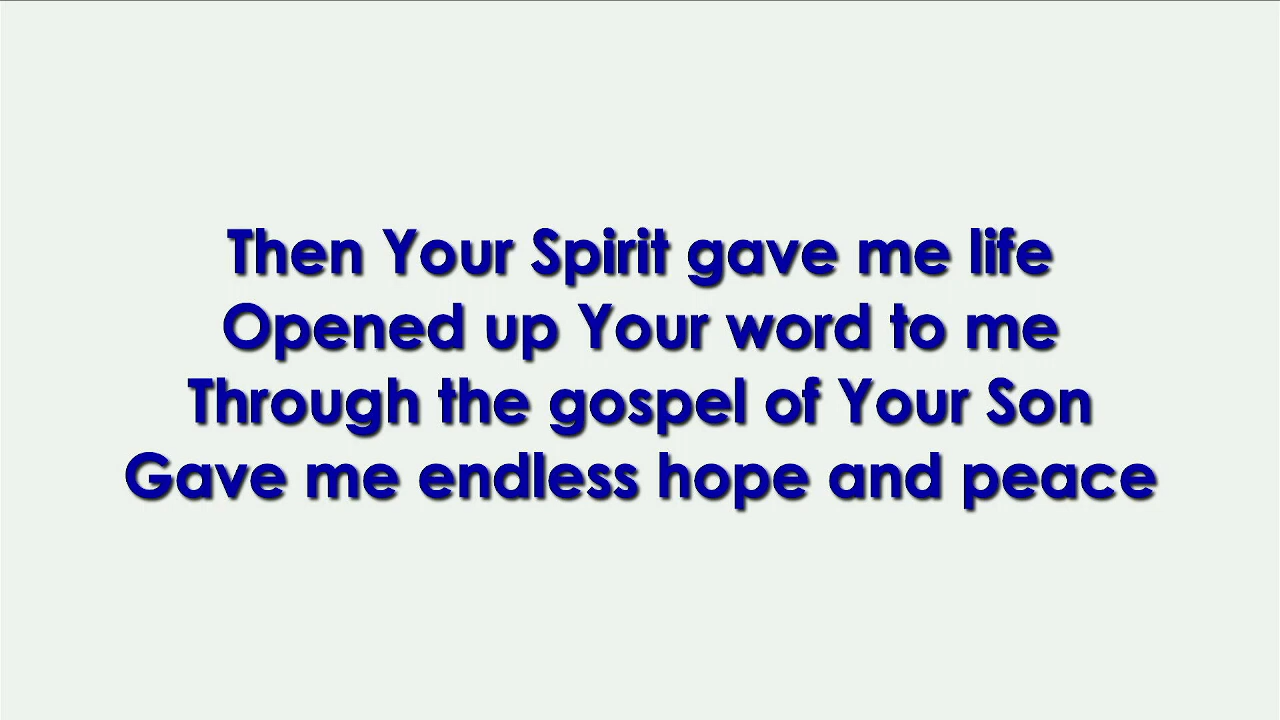 Then Your Spirit gave me life
Opened up Your word to me
Through the gospel of Your Son
Gave me endless hope and peace